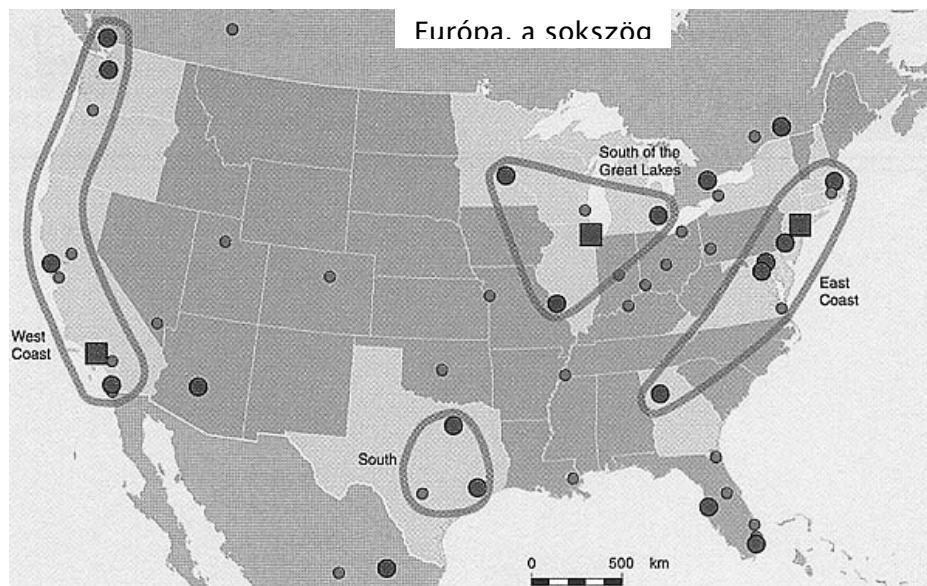 Európa, a sokszög
South of the
Great Lakes
East
Coast
West
Coast
South
0 500 km